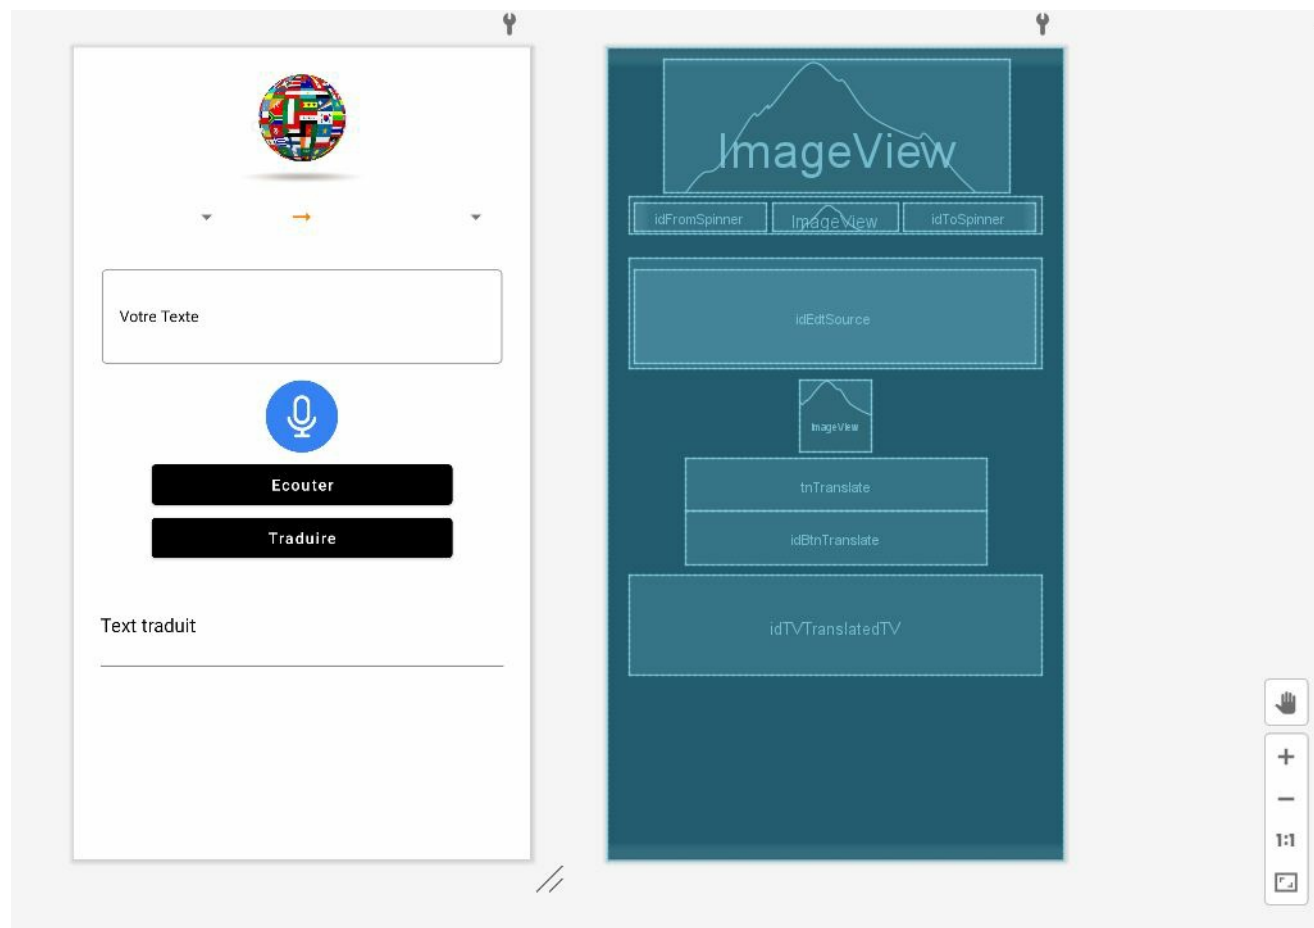 Votre Texte
Ecouter
Traduire
Text traduit
ImageView
idFromSpinner
ImageView
idToSpinner
idEdtSource
ImageView
tnTranslate
idBtnTranslate
idTVTranslatedTV
1:1